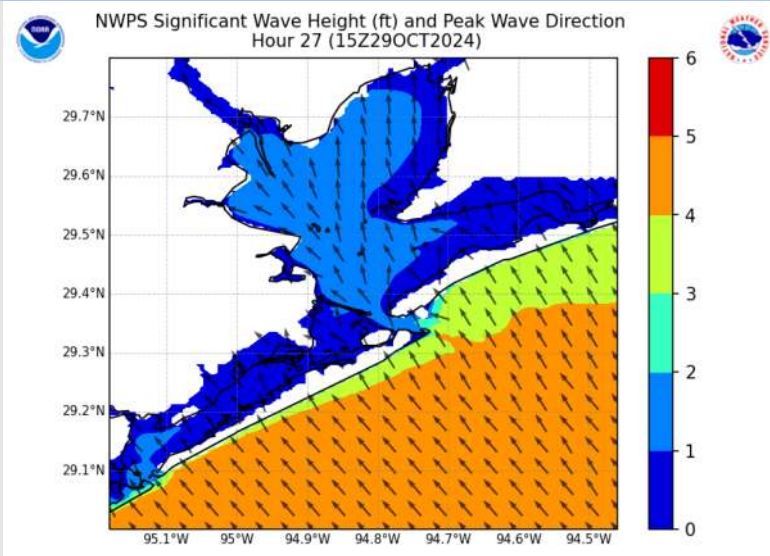 NWPS Significant Wave Height (ft) and Peak Wave Direction
Hour 27 (15Z29OCT2024)
NOAA
29.7°N
29.6°N
29.5°N
29.4°N
29.3°N
29.2°N
29.1°N
95.1°W 95°W 94.9°W 94.8°W 94.7°W 94.6°W 94.5°W
6
5
4
3
2
1
0